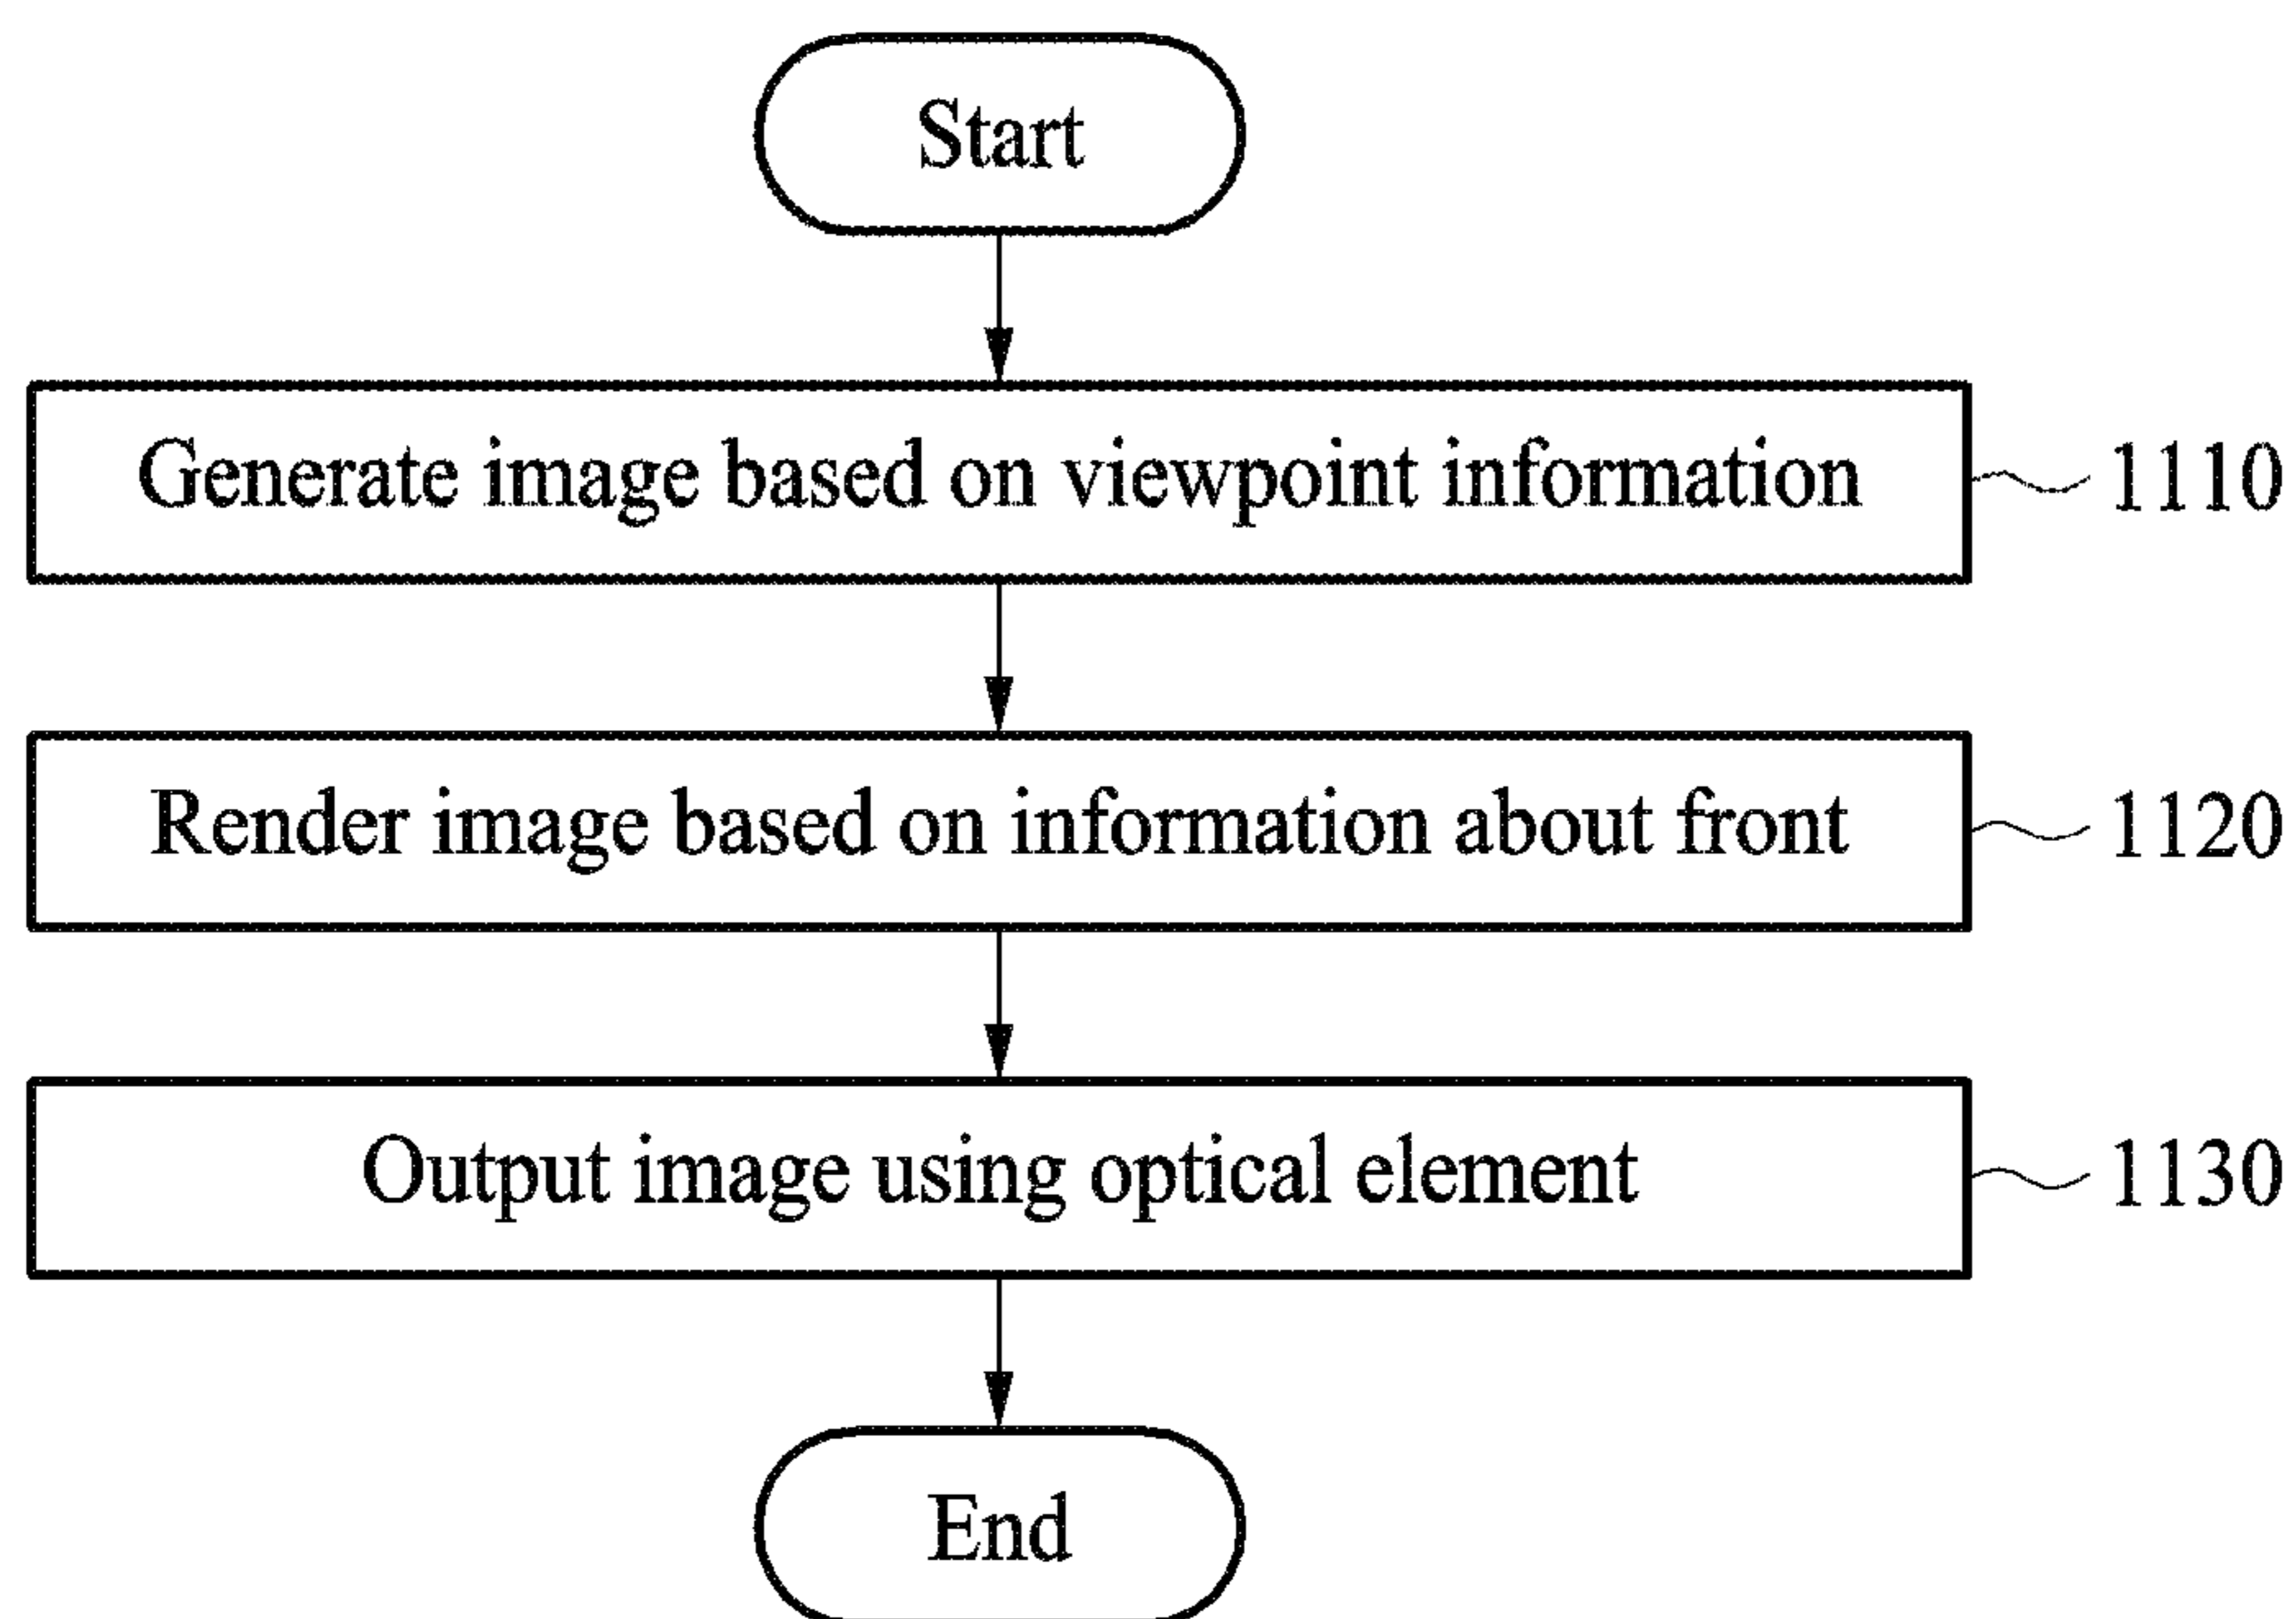 Start
Generate image based on viewpoint information 1110
Render image based on information about front 1120
Output image using optical element 1130
End